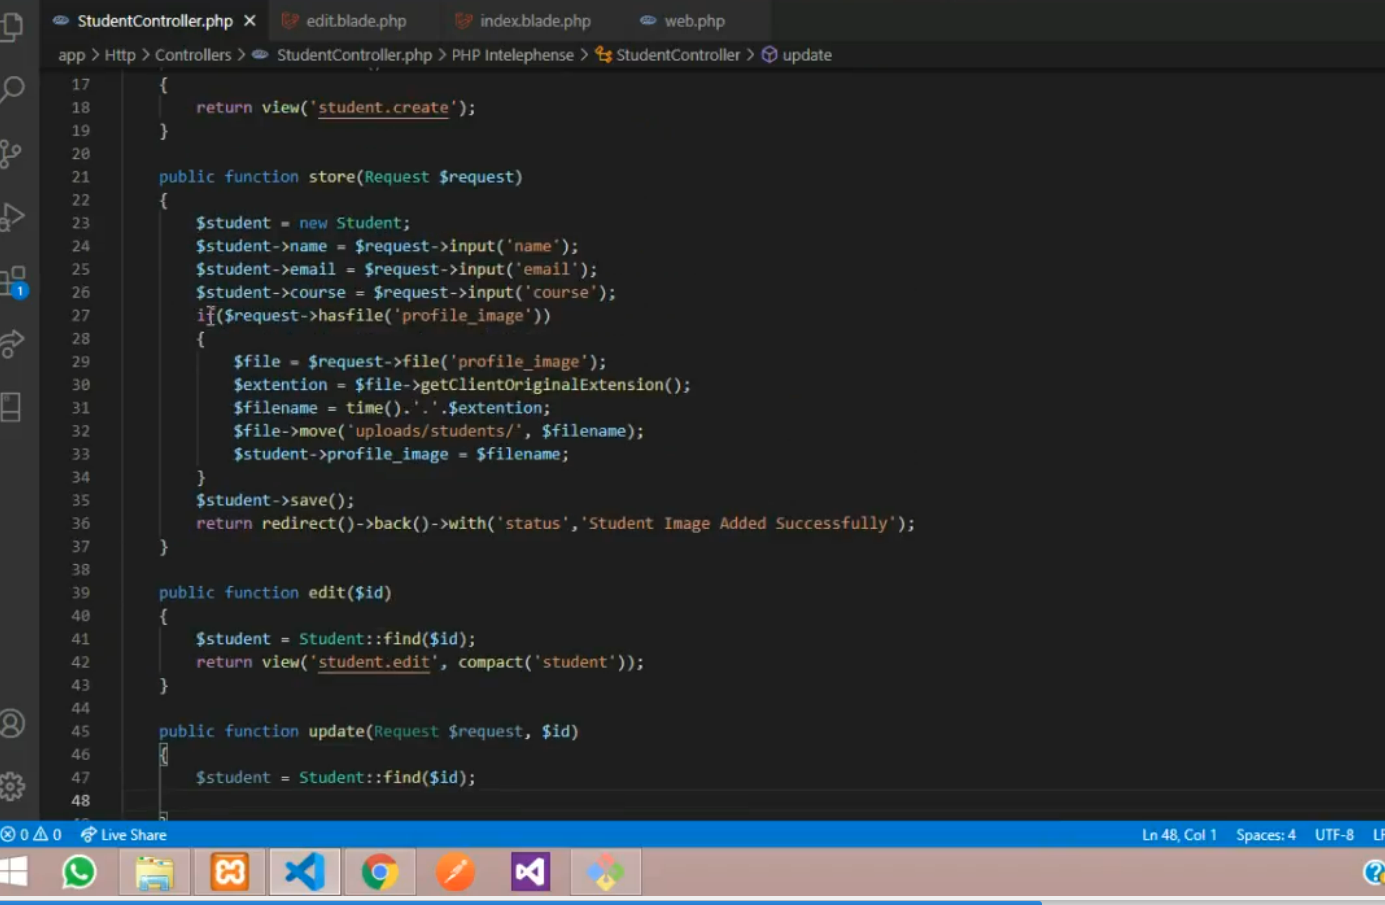 StudentController.php × edit.blade.php index.blade.php web.php
app > Http > Controllers > StudentController.php > PHP Intelephense > StudentController > update
17 {
18 return view('student.create');
19 }
20
21 public function store(Request $request)
22 {
23 $student = new Student;
24 $student->name = $request->input('name');
25 $student->email = $request->input('email');
26 $student->course = $request->input('course');
27 if($request->hasfile('profile_image'))
28 {
29 $file = $request->file('profile_image');
30 $extention = $file->getClientOriginalExtension();
31 $filename = time().'.'.$extention;
32 $file->move('uploads/students/', $filename);
33 $student->profile_image = $filename;
34 }
35 $student->save();
36 return redirect()->back()->with('status','Student Image Added Successfully');
37 }
38
39 public function edit($id)
40 {
41 $student = Student::find($id);
42 return view('student.edit', compact('student'));
43 }
44
45 public function update(Request $request, $id)
46 {
47 $student = Student::find($id);
48
1
0 0 Live Share Ln 48, Col 1 Spaces: 4 UTF-8 LF